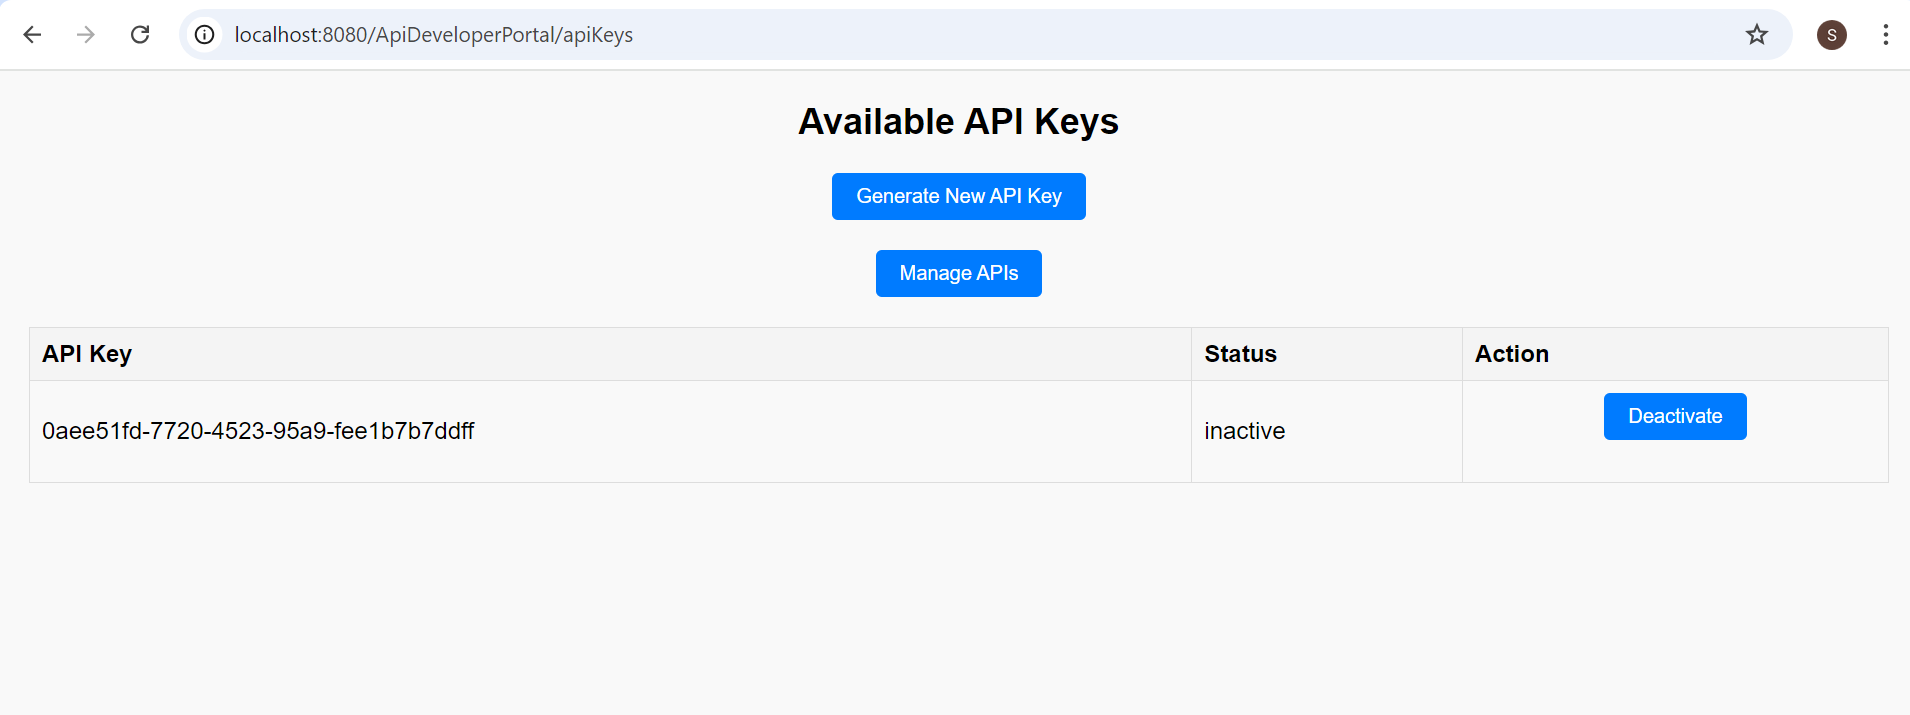 localhost:8080/ApiDeveloperPortal/apiKeys
S
Available API Keys
Generate New API Key
Manage APIs
API Key Status Action
0aee51fd-7720-4523-95a9-fee1b7b7ddff inactive Deactivate